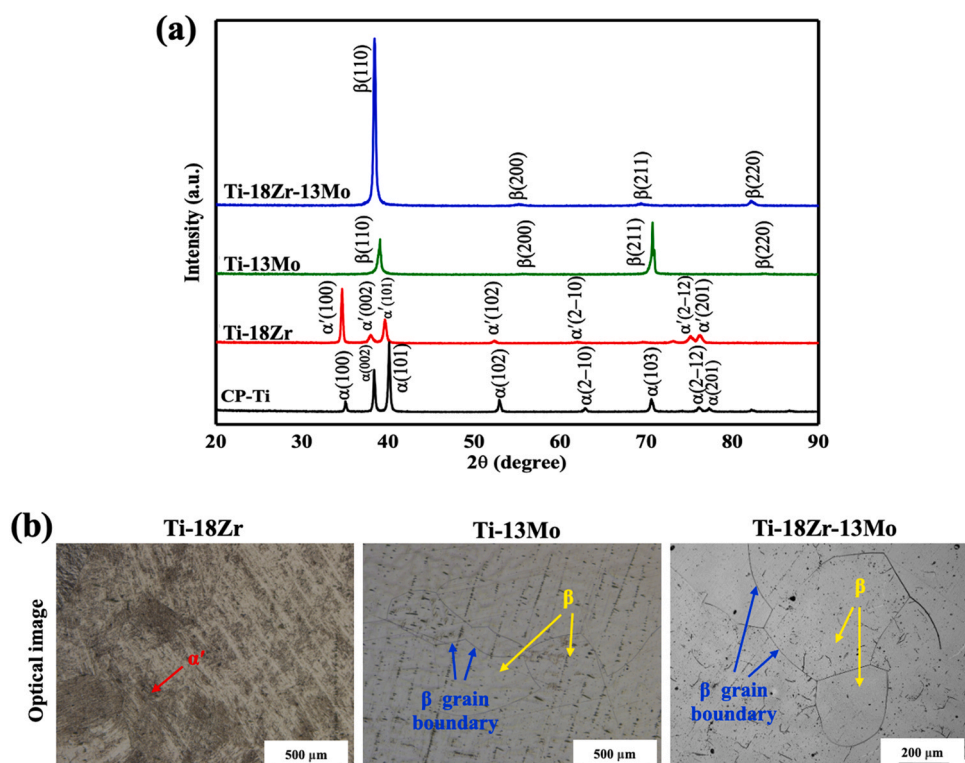 (a)
Intensity (a.u.)
Ti-18Zr-13Mo
β(110)
β(200)
β(211)
β(220)
Ti-13Mo
β(110)
β(200)
β(211)
β(220)
Ti-18Zr
α′(100)
α′(002)
α′(101)
α′(102)
α′(2−10)
α′(2−12)
α′(201)
CP-Ti
α(100)
α(002)
α(101)
α(102)
α(2−10)
α(103)
α(2−12)
α(201)
20 30 40 50 60 70 80 90
2θ (degree)
(b)
Ti-18Zr
Ti-13Mo
Ti-18Zr-13Mo
Optical image
α′
500 μm
β
β grain
boundary
500 μm
β
β grain
boundary
200 μm